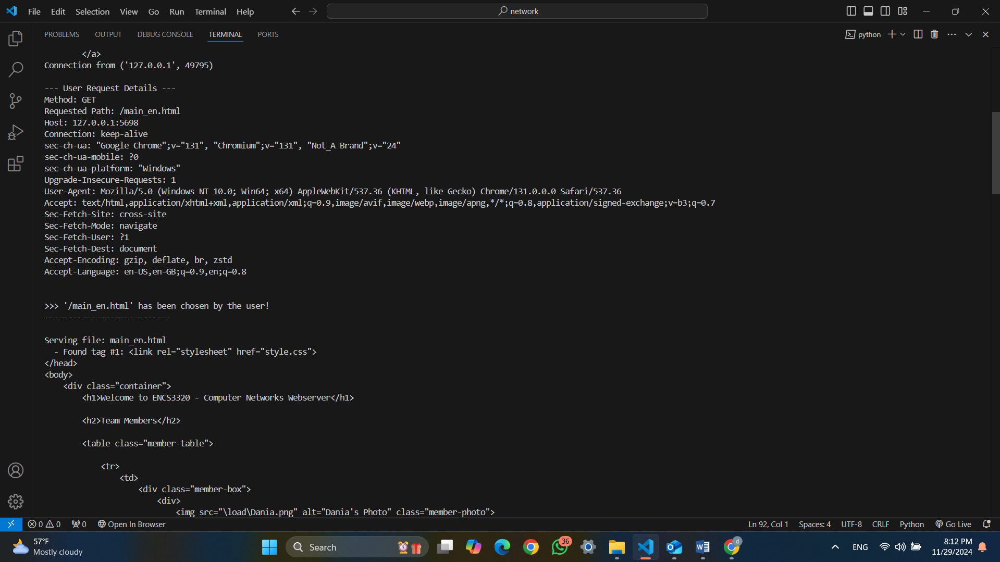 File Edit Selection View Go Run Terminal Help
network
PROBLEMS OUTPUT DEBUG CONSOLE TERMINAL PORTS
python
</a>
Connection from ('127.0.0.1', 49795)
--- User Request Details ---
Method: GET
Requested Path: /main_en.html
Host: 127.0.0.1:5698
Connection: keep-alive
sec-ch-ua: "Google Chrome";v="131", "Chromium";v="131", "Not_A Brand";v="24"
sec-ch-ua-mobile: ?0
sec-ch-ua-platform: "Windows"
Upgrade-Insecure-Requests: 1
User-Agent: Mozilla/5.0 (Windows NT 10.0; Win64; x64) AppleWebKit/537.36 (KHTML, like Gecko) Chrome/131.0.0.0 Safari/537.36
Accept: text/html,application/xhtml+xml,application/xml;q=0.9,image/avif,image/webp,image/apng,*/*;q=0.8,application/signed-exchange;v=b3;q=0.7
Sec-Fetch-Site: cross-site
Sec-Fetch-Mode: navigate
Sec-Fetch-User: ?1
Sec-Fetch-Dest: document
Accept-Encoding: gzip, deflate, br, zstd
Accept-Language: en-US,en-GB;q=0.9,en;q=0.8
>>> '/main_en.html' has been chosen by the user!
---------------------------
Serving file: main_en.html
- Found tag #1: <link rel="stylesheet" href="style.css">
</head>
<body>
<div class="container">
<h1>Welcome to ENCS3320 - Computer Networks Webserver</h1>
<h2>Team Members</h2>
<table class="member-table">
<tr>
<td>
<div class="member-box">
<div>
<img src="\load\Dania.png" alt="Dania's Photo" class="member-photo">
0 0 0 Open In Browser Ln 92, Col 1 Spaces: 4 UTF-8 CRLF Python Go Live
57°F
Mostly cloudy
Search
36
d
ENG
8:12 PM
11/29/2024